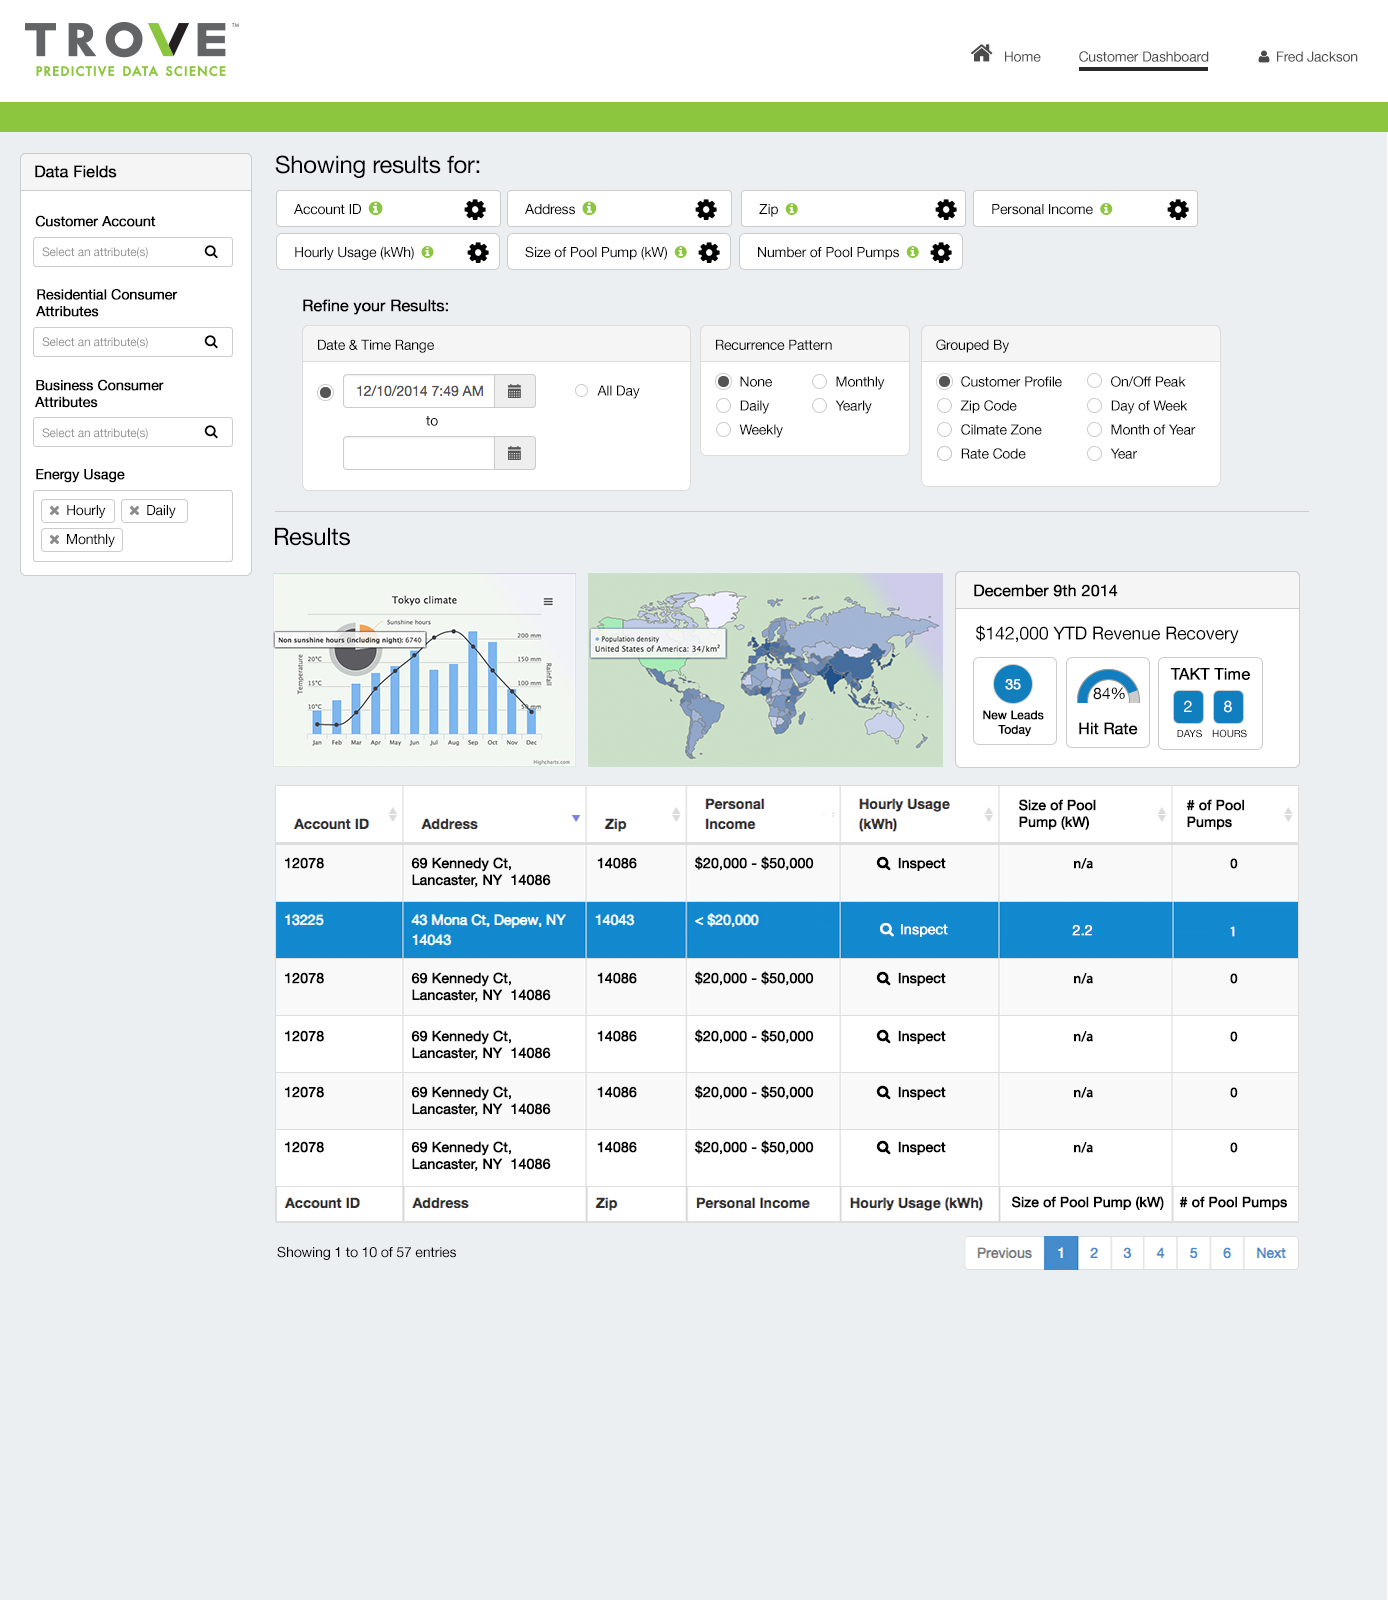 TROVE™
PREDICTIVE DATA SCIENCE
Home
Customer Dashboard
Fred Jackson
Data Fields
Customer Account
Select an attribute(s)
Residential Consumer
Attributes
Select an attribute(s)
Business Consumer
Attributes
Select an attribute(s)
Energy Usage
Hourly
Daily
Monthly
Showing results for:
Account ID
Address
Zip
Personal Income
Hourly Usage (kWh)
Size of Pool Pump (kW)
Number of Pool Pumps
Refine your Results:
Date & Time Range
12/10/2014 7:49 AM
All Day
to
Recurrence Pattern
None
Monthly
Daily
Yearly
Weekly
Grouped By
Customer Profile
On/Off Peak
Zip Code
Day of Week
Cilmate Zone
Month of Year
Rate Code
Year
Results
Tokyo climate
Sunshine hours
Non sunshine hours (including night): 6740
200 mm
20°C
150 mm
15°C
100 mm
10°C
50 mm
Temperature
Rainfall
Jan Feb Mar Apr May Jun Jul Aug Sep Oct Nov Dec
Highcharts.com
Population density
United States of America: 34/km²
December 9th 2014
$142,000 YTD Revenue Recovery
35
New Leads
Today
84%
Hit Rate
TAKT Time
2 8
DAYS HOURS
Account ID
Address
Zip
Personal
Income
Hourly Usage
(kWh)
Size of Pool
Pump (kW)
# of Pool
Pumps
12078
69 Kennedy Ct,
Lancaster, NY 14086
14086
$20,000 - $50,000
Inspect
n/a
0
13225
43 Mona Ct, Depew, NY
14043
14043
< $20,000
Inspect
2.2
1
12078
69 Kennedy Ct,
Lancaster, NY 14086
14086
$20,000 - $50,000
Inspect
n/a
0
12078
69 Kennedy Ct,
Lancaster, NY 14086
14086
$20,000 - $50,000
Inspect
n/a
0
12078
69 Kennedy Ct,
Lancaster, NY 14086
14086
$20,000 - $50,000
Inspect
n/a
0
12078
69 Kennedy Ct,
Lancaster, NY 14086
14086
$20,000 - $50,000
Inspect
n/a
0
Account ID
Address
Zip
Personal Income
Hourly Usage (kWh)
Size of Pool Pump (kW)
# of Pool Pumps
Showing 1 to 10 of 57 entries
Previous 1 2 3 4 5 6 Next